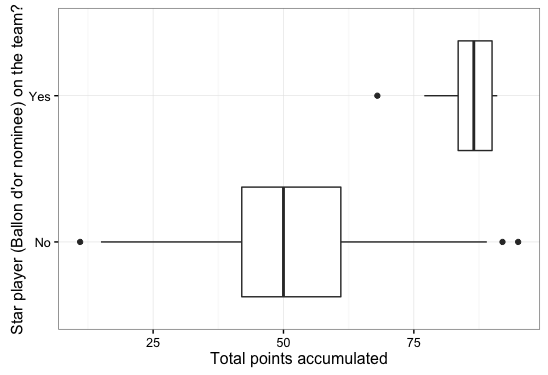 Star player (Ballon d'or nominee) on the team?
Yes
No
25 50 75
Total points accumulated